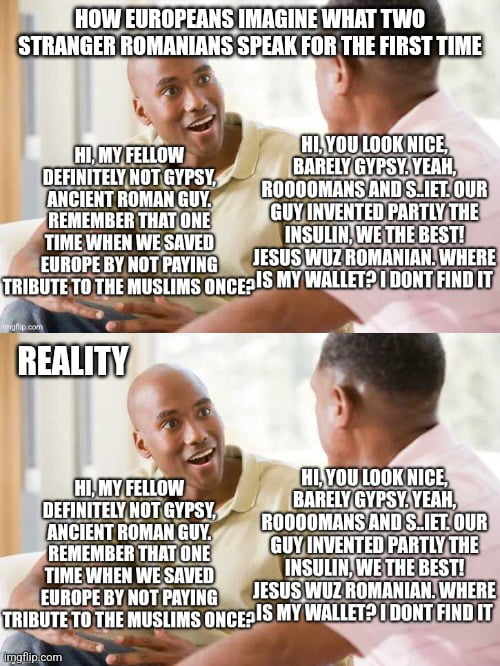 HOW EUROPEANS IMAGINE WHAT TWO
STRANGER ROMANIANS SPEAK FOR THE FIRST TIME
HI, MY FELLOW
DEFINITELY NOT GYPSY,
ANCIENT ROMAN GUY.
REMEMBER THAT ONE
TIME WHEN WE SAVED
EUROPE BY NOT PAYING
TRIBUTE TO THE MUSLIMS ONCE?
HI, YOU LOOK NICE,
BARELY GYPSY. YEAH,
ROOOOMANS AND S..IET. OUR
GUY INVENTED PARTLY THE
INSULIN, WE THE BEST!
JESUS WUZ ROMANIAN. WHERE
IS MY WALLET? I DONT FIND IT
imgflip.com
REALITY
HI, MY FELLOW
DEFINITELY NOT GYPSY,
ANCIENT ROMAN GUY.
REMEMBER THAT ONE
TIME WHEN WE SAVED
EUROPE BY NOT PAYING
TRIBUTE TO THE MUSLIMS ONCE?
HI, YOU LOOK NICE,
BARELY GYPSY. YEAH,
ROOOOMANS AND S..IET. OUR
GUY INVENTED PARTLY THE
INSULIN, WE THE BEST!
JESUS WUZ ROMANIAN. WHERE
IS MY WALLET? I DONT FIND IT
imgflip.com